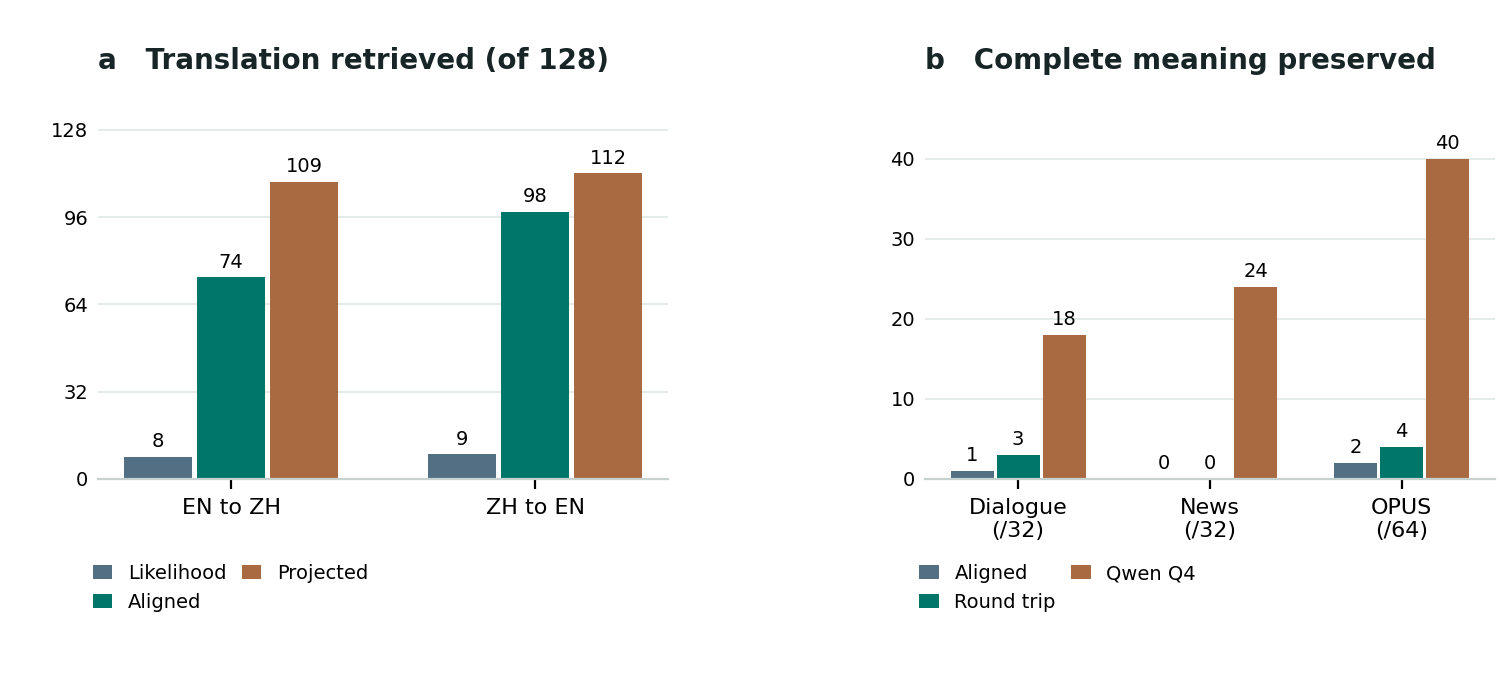 a Translation retrieved (of 128)
128
96
64
32
0
8
74
109
9
98
112
EN to ZH
ZH to EN
Likelihood
Projected
Aligned
b Complete meaning preserved
40
30
20
10
0
1
3
18
0
0
24
2
4
40
Dialogue
(/32)
News
(/32)
OPUS
(/64)
Aligned
Qwen Q4
Round trip